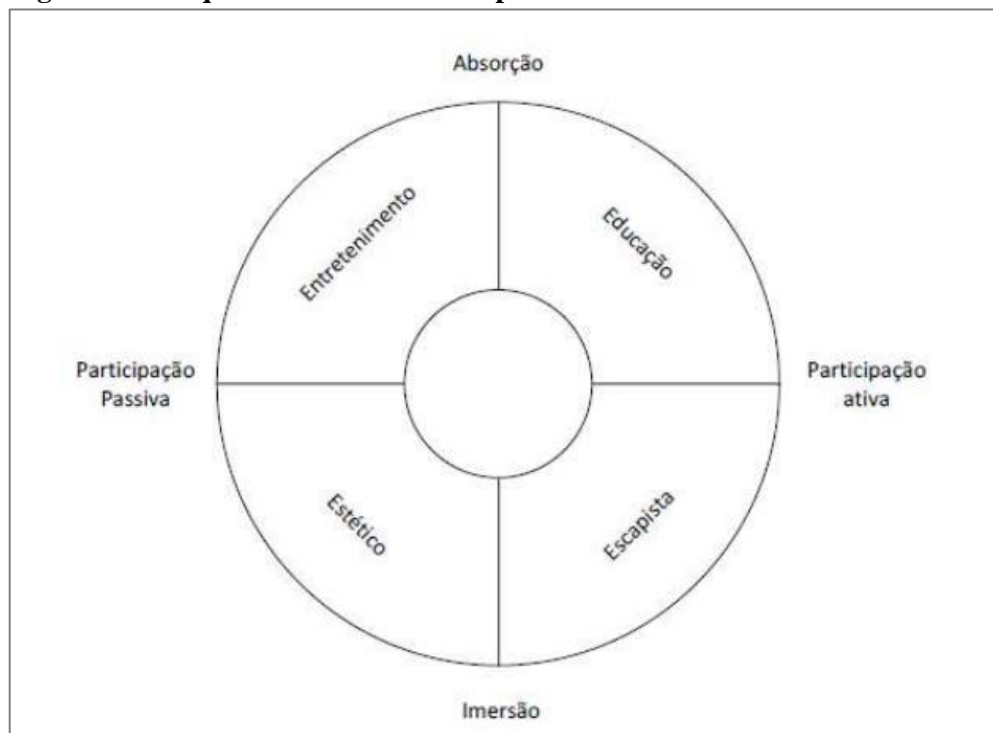 Absorção
Entretenimento
Educação
Participação
Passiva
Participação
ativa
Estético
Escapista
Imersão